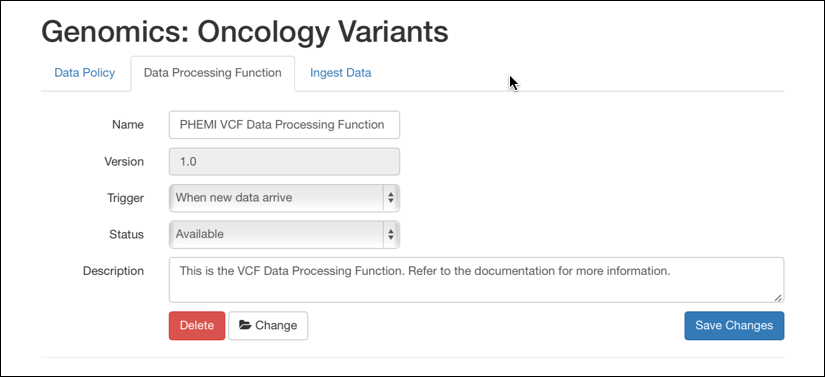 Genomics: Oncology Variants
Data Policy Data Processing Function Ingest Data
Name PHEMI VCF Data Processing Function
Version 1.0
Trigger When new data arrive
Status Available
Description This is the VCF Data Processing Function. Refer to the documentation for more information.
Delete Change Save Changes